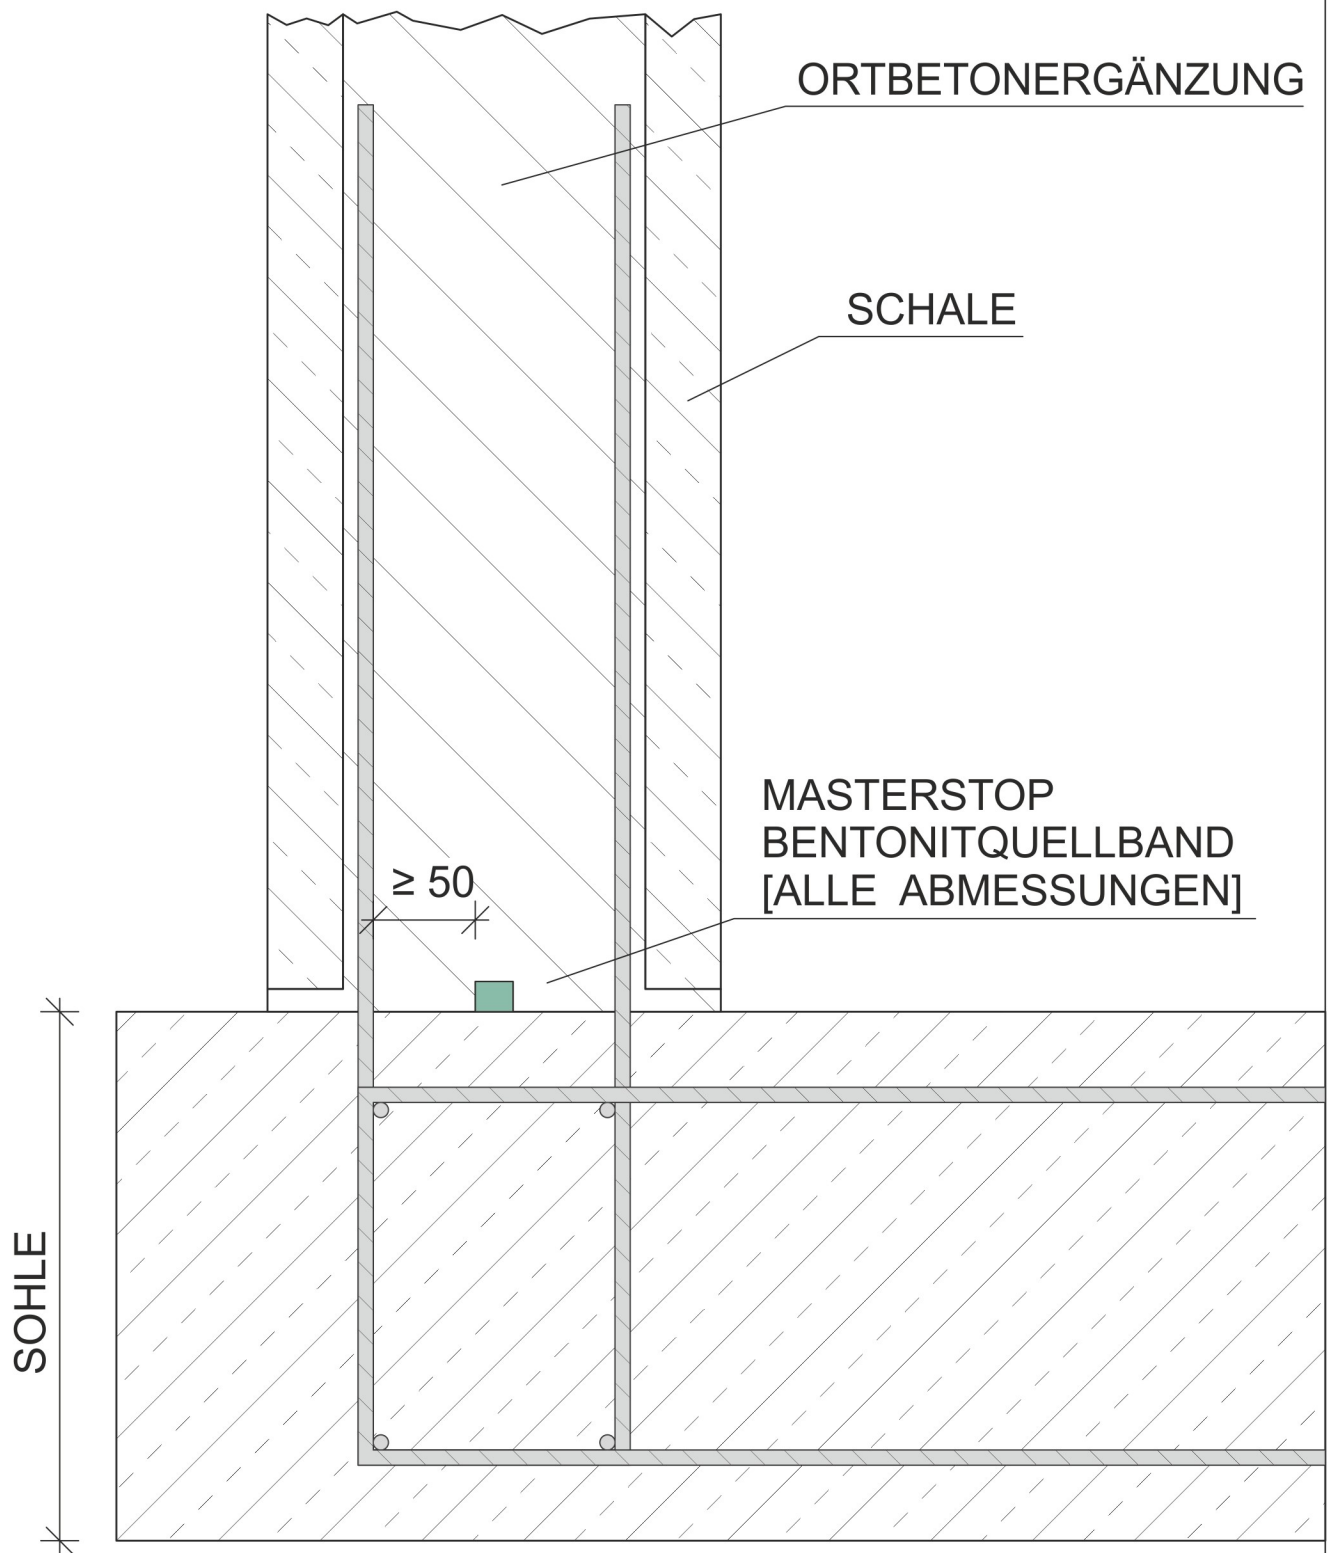 ORTBETONERGÄNZUNG
SCHALE
MASTERSTOP
BENTONITQUELLBAND
[ALLE ABMESSUNGEN]
≥ 50
SOHLE